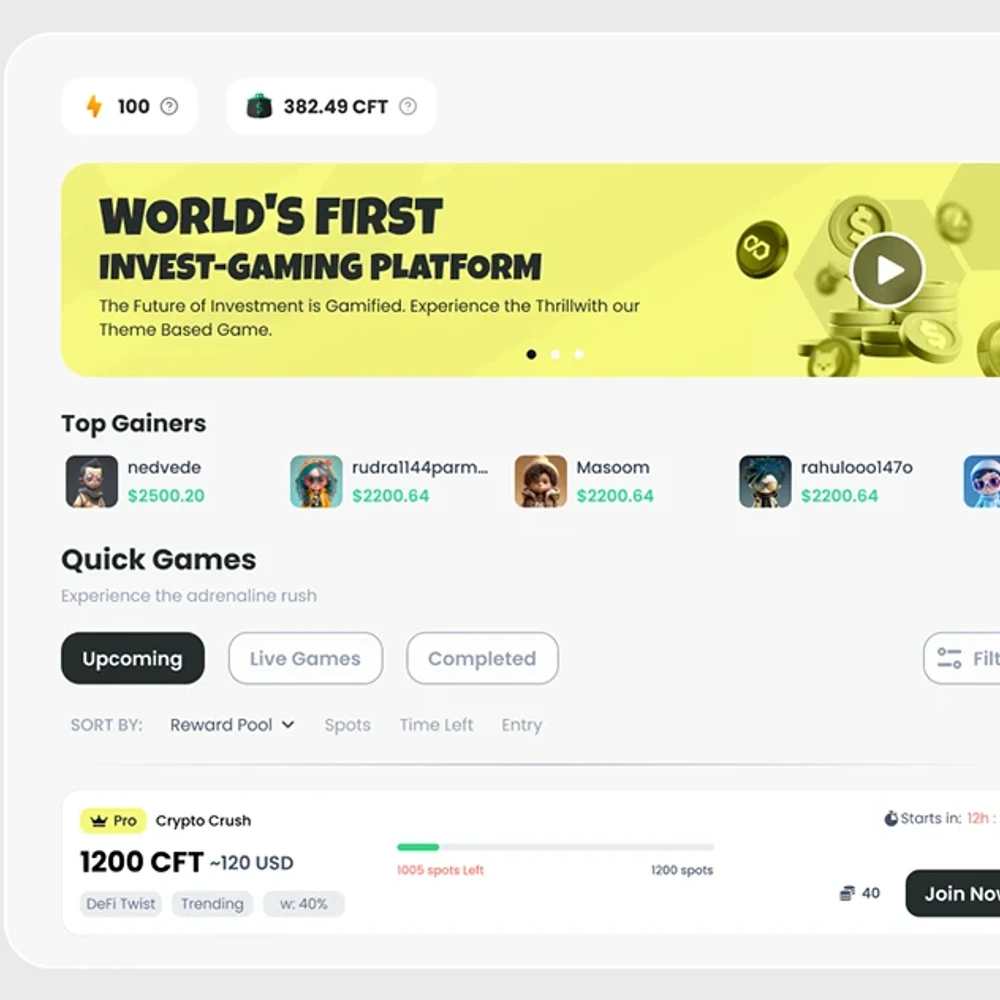 100
382.49 CFT
WORLD'S FIRST
INVEST-GAMING PLATFORM
The Future of Investment is Gamified. Experience the Thrillwith our
Theme Based Game.
Top Gainers
nedvede
$2500.20
rudra1144parm...
$2200.64
Masoom
$2200.64
rahulooo147o
$2200.64
Quick Games
Experience the adrenaline rush
Upcoming
Live Games
Completed
Filt
SORT BY:
Reward Pool
Spots
Time Left
Entry
Pro
Crypto Crush
Starts in: 12h :
1200 CFT ~120 USD
1005 spots Left
1200 spots
DeFi Twist
Trending
w: 40%
40
Join Now